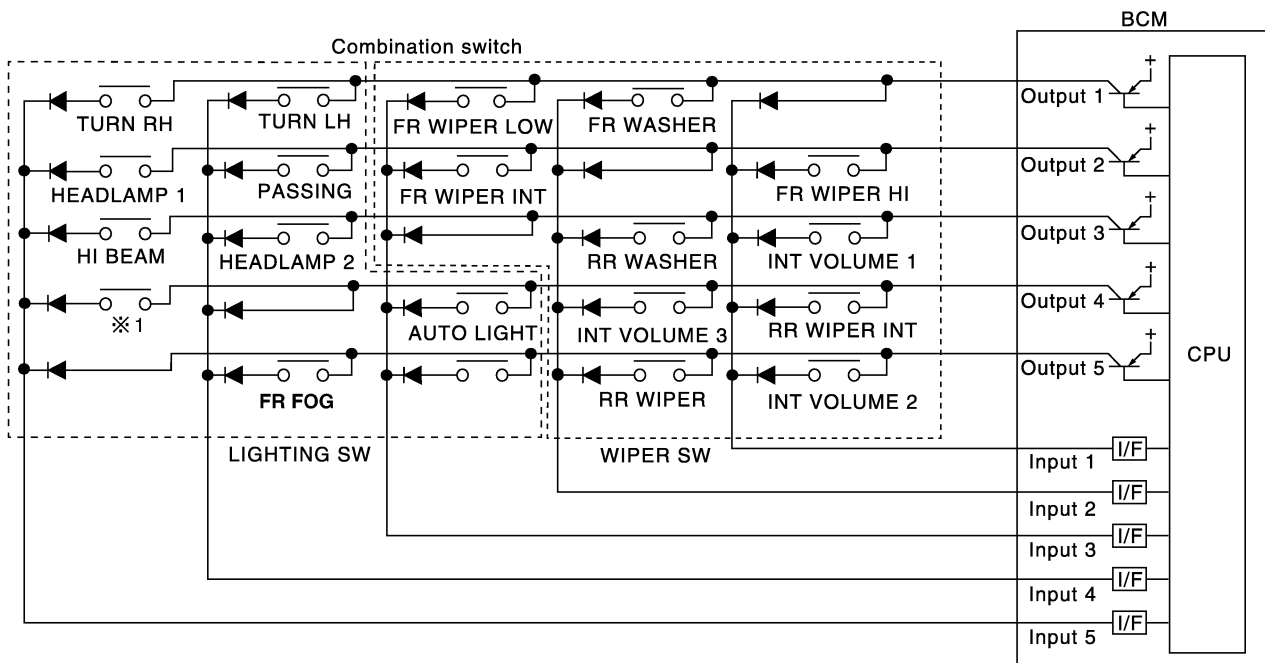 BCM
Combination switch
+
Output 1
TURN RH
TURN LH
FR WIPER LOW
FR WASHER
+
Output 2
HEADLAMP 1
PASSING
FR WIPER INT
FR WIPER HI
+
Output 3
HI BEAM
HEADLAMP 2
RR WASHER
INT VOLUME 1
+
Output 4
※1
AUTO LIGHT
INT VOLUME 3
RR WIPER INT
+
CPU
Output 5
FR FOG
RR WIPER
INT VOLUME 2
LIGHTING SW
WIPER SW
I/F
Input 1
I/F
Input 2
I/F
Input 3
I/F
Input 4
I/F
Input 5